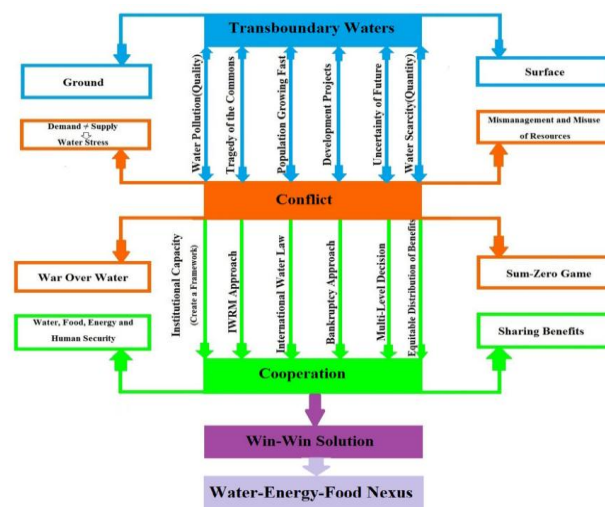 Transboundary Waters
Ground
Surface
Water Pollution(Quality)
Tragedy of the Commons
Population Growing Fast
Development Projects
Uncertainty of Future
Water Scarcity(Quantity)
Demand ≠ Supply
Water Stress
Mismanagement and Misuse
of Resources
Conflict
War Over Water
Sum-Zero Game
Institutional Capacity
(Create a Framework)
IWRM Approach
International Water Law
Bankruptcy Approach
Multi-Level Decision
Equitable Distribution of Benefits
Water, Food, Energy and
Human Security
Sharing Benefits
Cooperation
Win-Win Solution
Water-Energy-Food Nexus